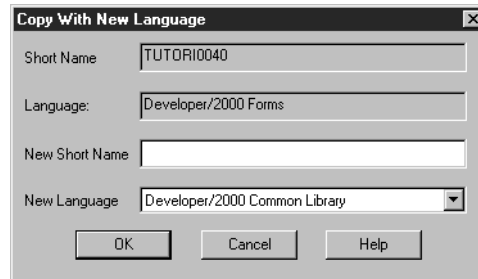 Copy With New Language
Short Name TUTORI0040
Language: Developer/2000 Forms
New Short Name
New Language Developer/2000 Common Library
OK Cancel Help